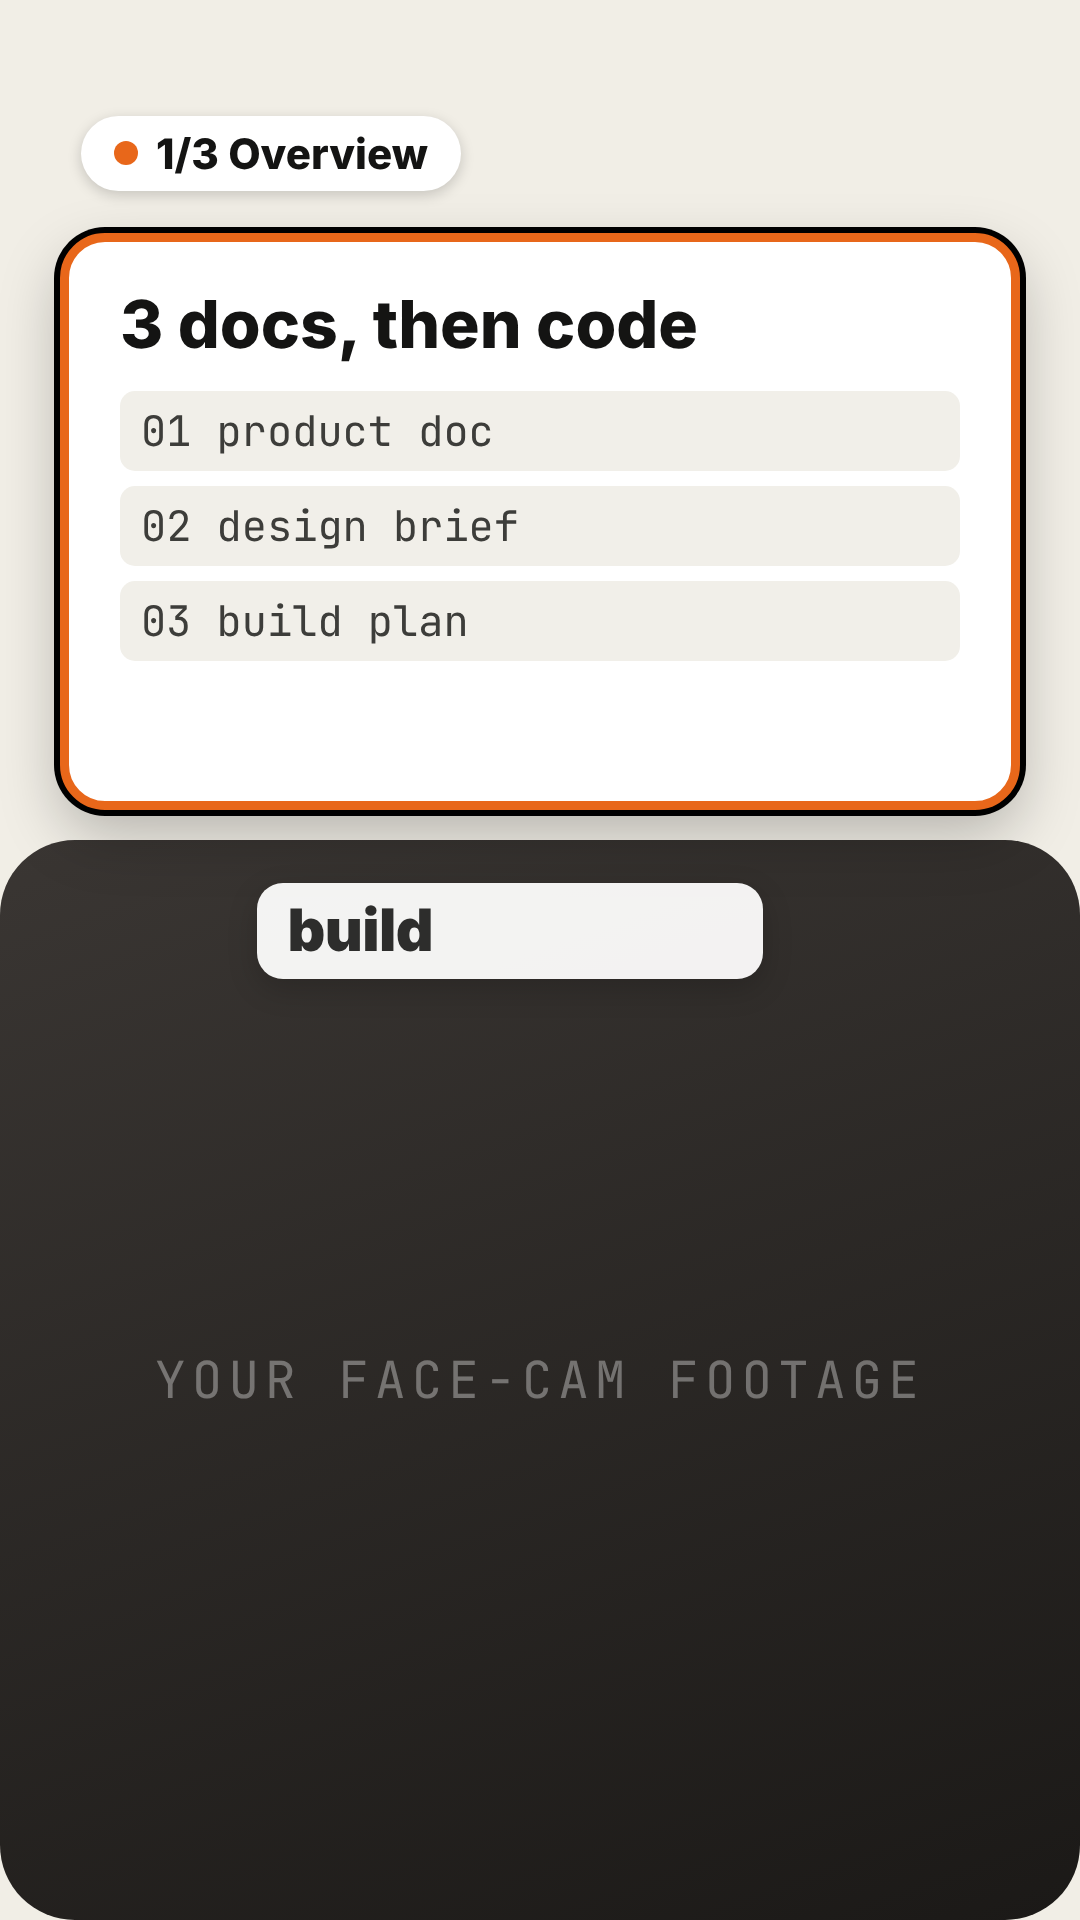 1/3 Overview
3 docs, then code
01 product doc
02 design brief
03 build plan
build
YOUR FACE-CAM FOOTAGE